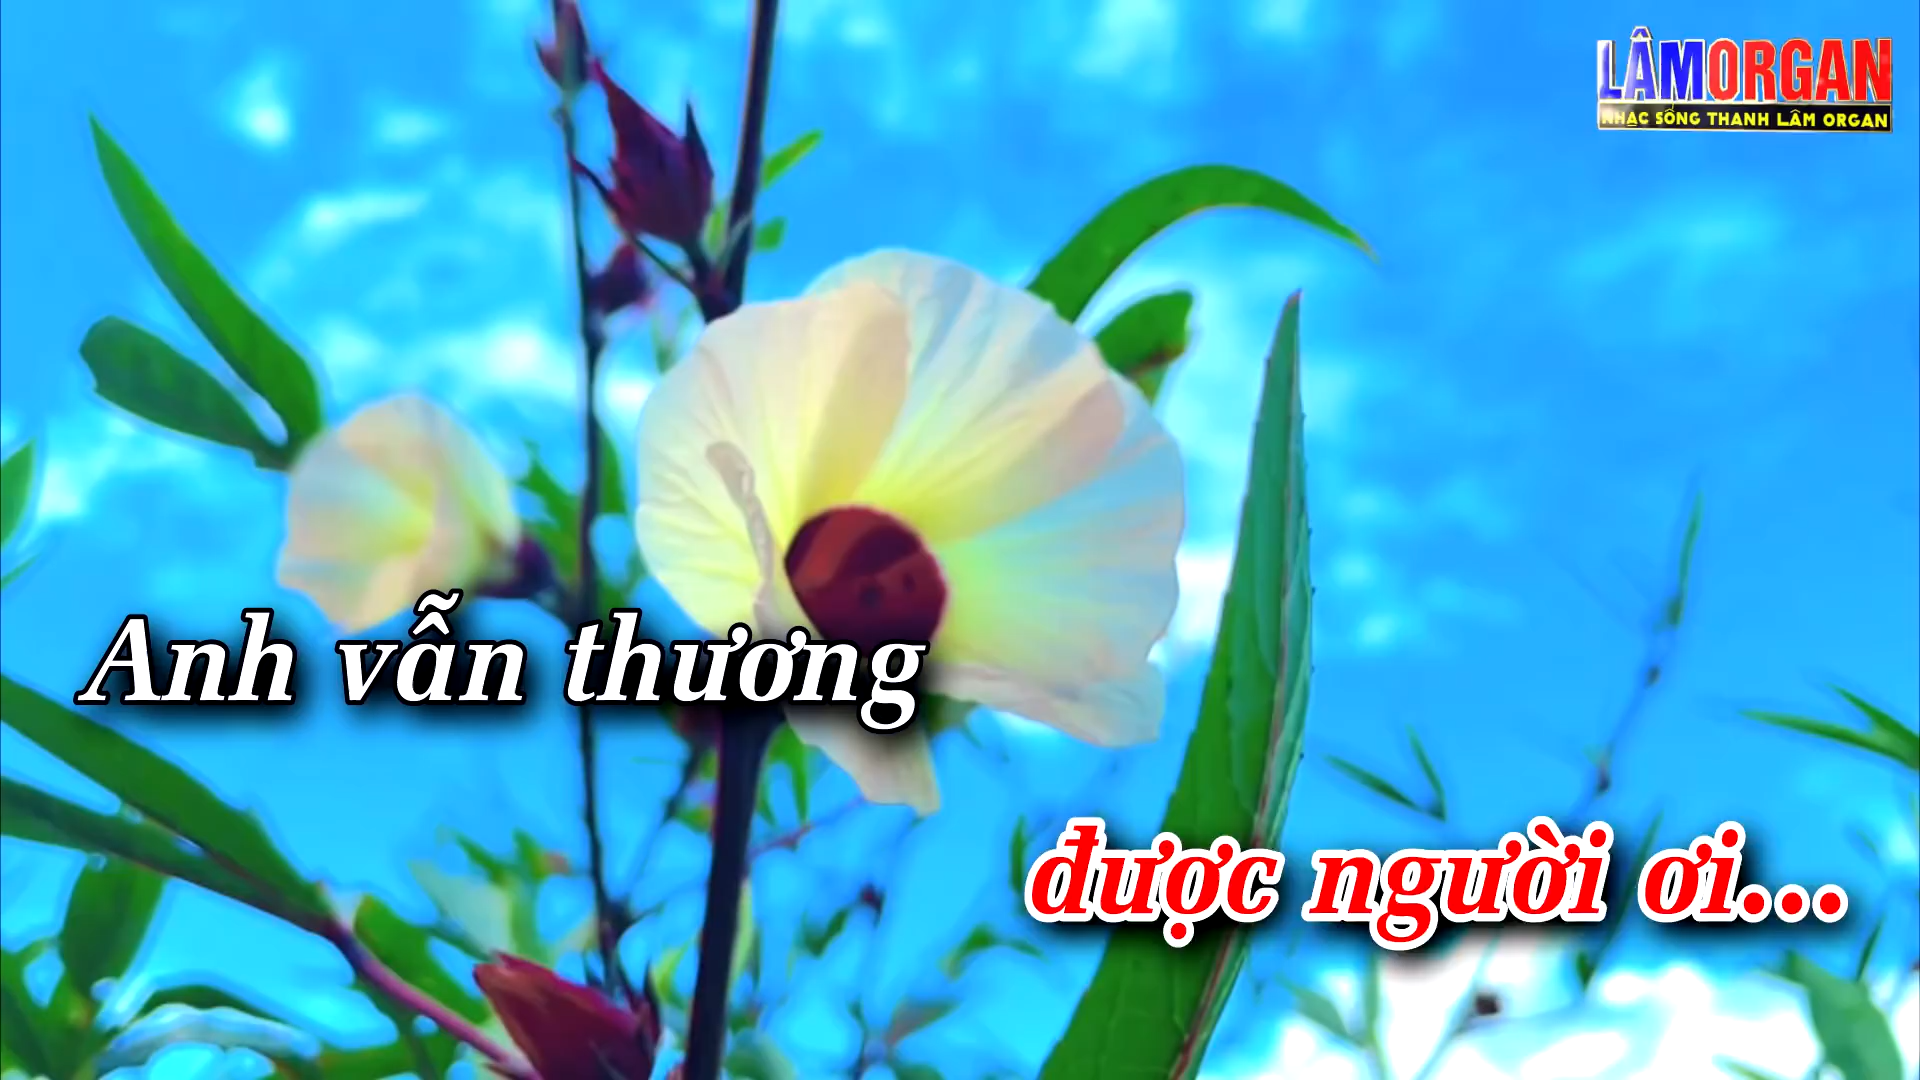 LÂMORGAN
NHẠC SỐNG THANH LÂM ORGAN
Anh vẫn thương
được người ơi...